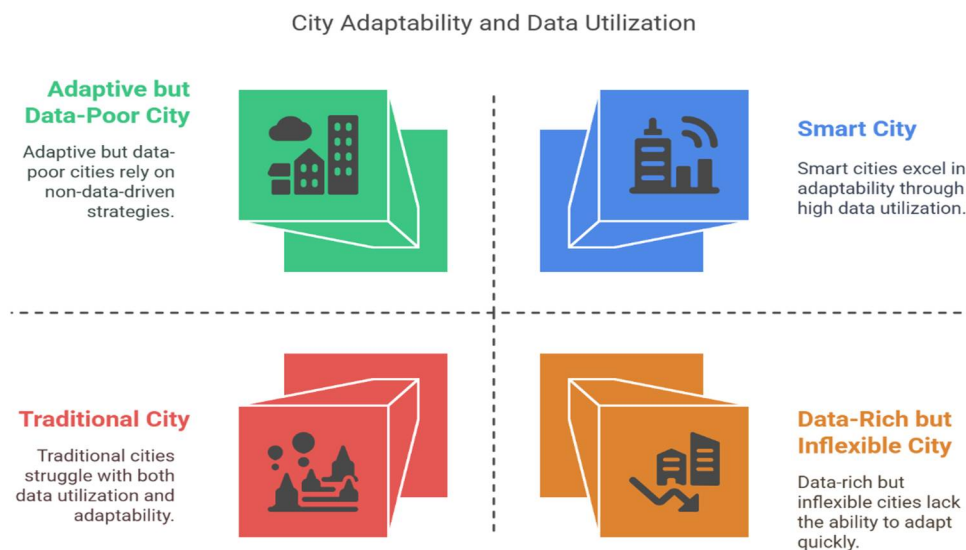 City Adaptability and Data Utilization
Adaptive but
Data-Poor City
Adaptive but data-
poor cities rely on
non-data-driven
strategies.
Smart City
Smart cities excel in
adaptability through
high data utilization.
Traditional City
Traditional cities
struggle with both
data utilization and
adaptability.
Data-Rich but
Inflexible City
Data-rich but
inflexible cities lack
the ability to adapt
quickly.